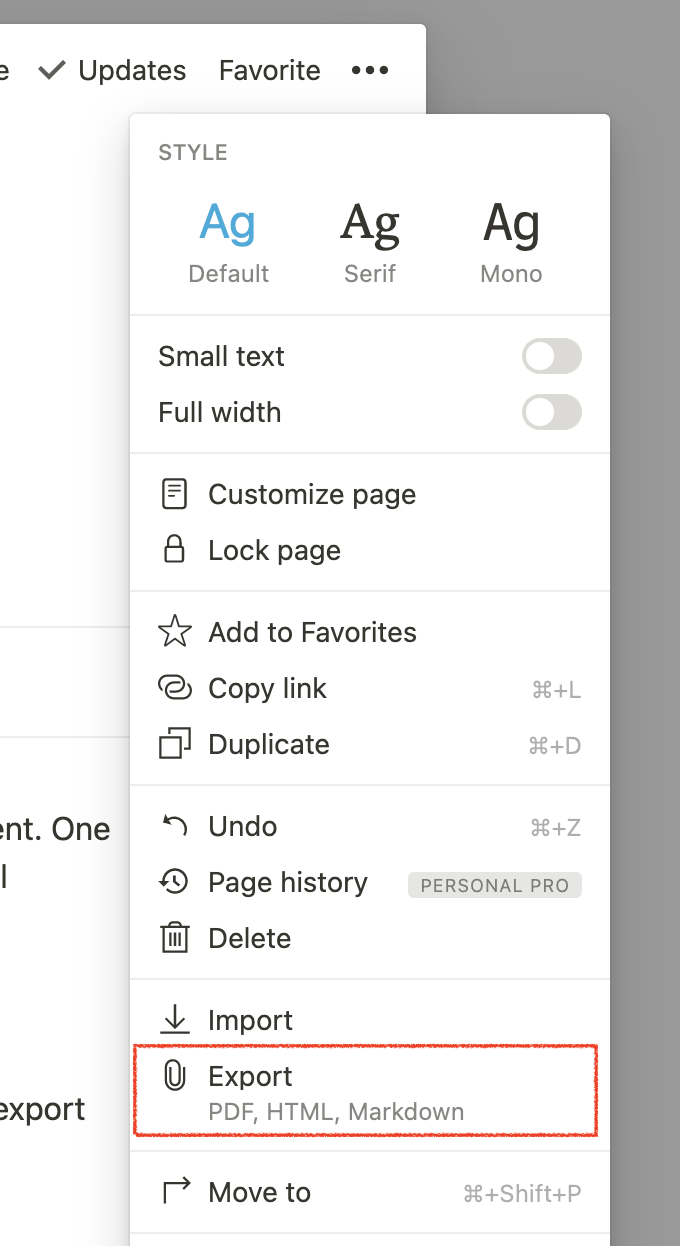 e ✓ Updates Favorite •••
STYLE
Ag Ag Ag
Default Serif Mono
Small text
Full width
Customize page
Lock page
Add to Favorites
Copy link ⌘+L
Duplicate ⌘+D
ent. One
Undo ⌘+Z
l
Page history PERSONAL PRO
Delete
Import
Export
export
PDF, HTML, Markdown
Move to ⌘+Shift+P